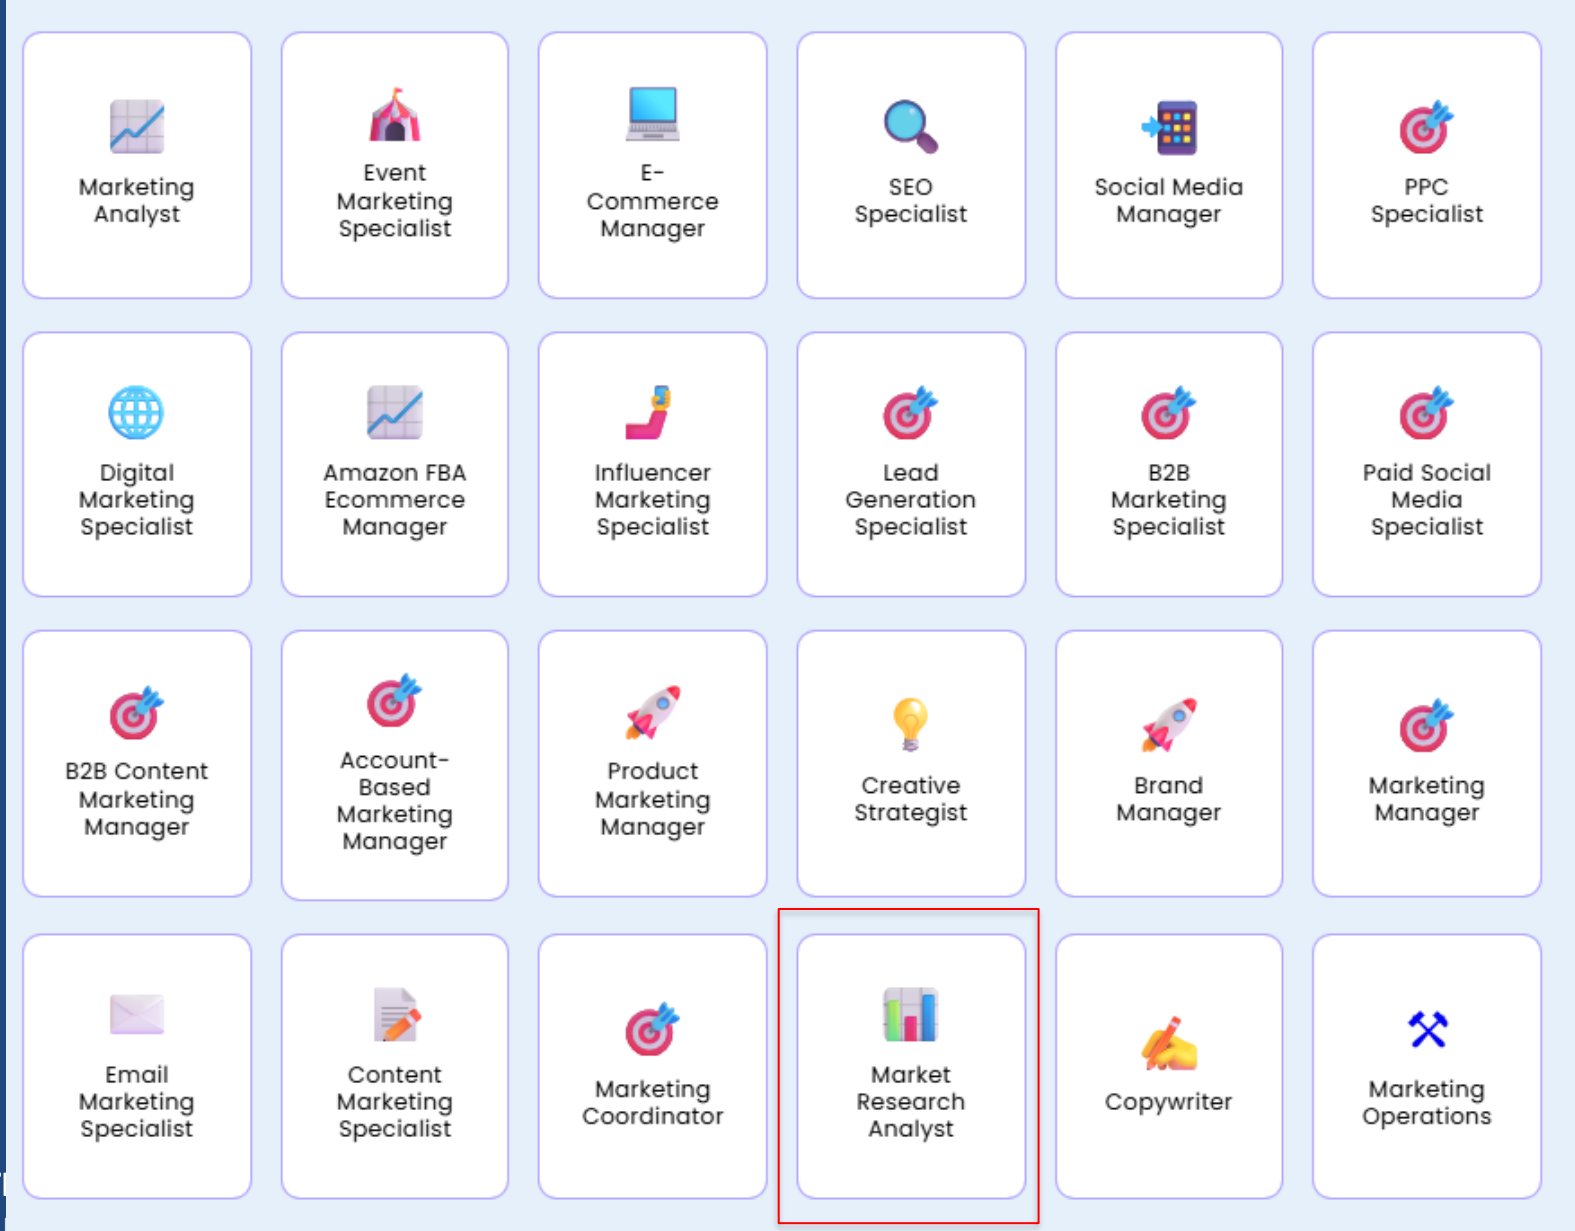 Marketing
Analyst
Event
Marketing
Specialist
E-
Commerce
Manager
SEO
Specialist
Social Media
Manager
PPC
Specialist
Digital
Marketing
Specialist
Amazon FBA
Ecommerce
Manager
Influencer
Marketing
Specialist
Lead
Generation
Specialist
B2B
Marketing
Specialist
Paid Social
Media
Specialist
B2B Content
Marketing
Manager
Account-
Based
Marketing
Manager
Product
Marketing
Manager
Creative
Strategist
Brand
Manager
Marketing
Manager
Email
Marketing
Specialist
Content
Marketing
Specialist
Marketing
Coordinator
Market
Research
Analyst
Copywriter
Marketing
Operations